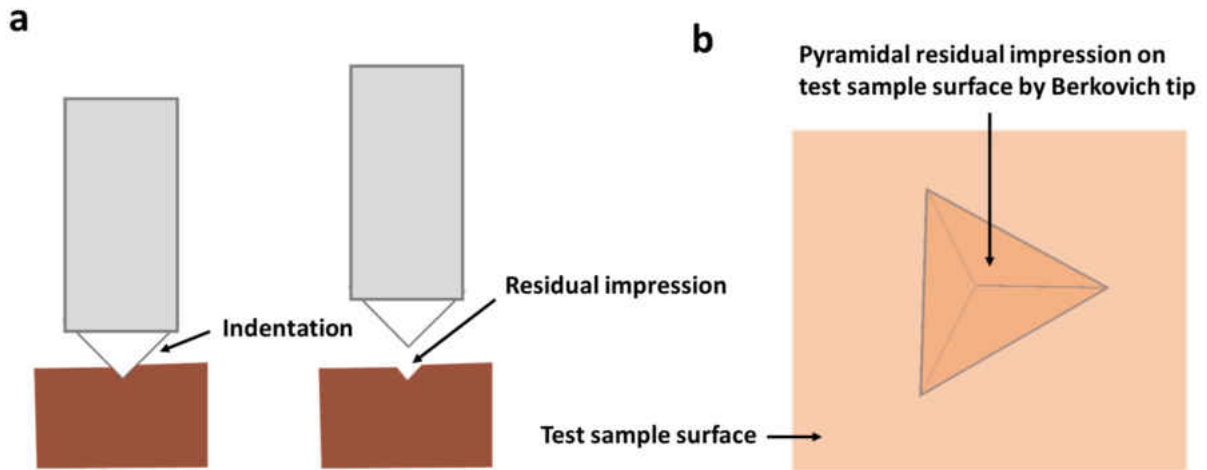 a
Indentation
Residual impression
b
Pyramidal residual impression on
test sample surface by Berkovich tip
Test sample surface